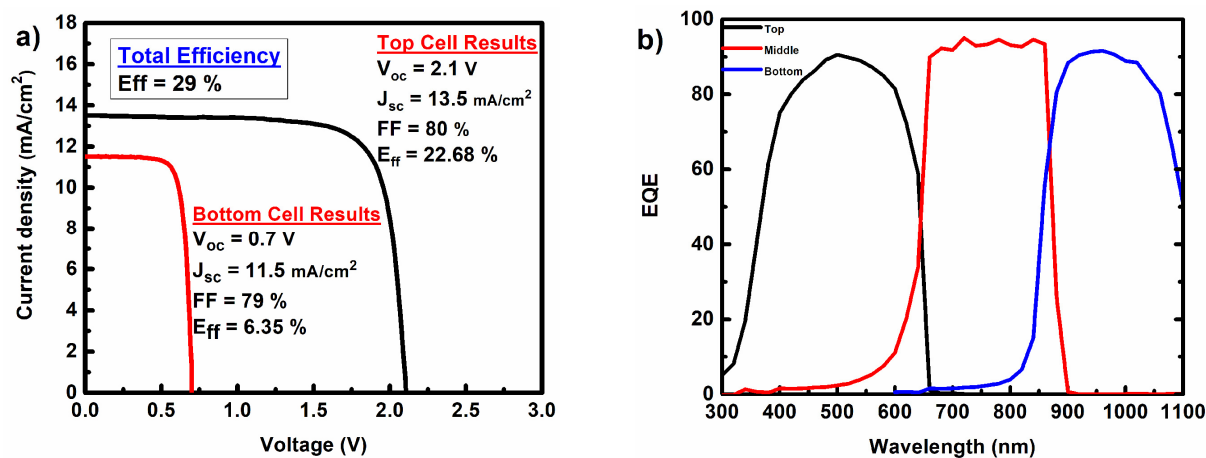 a)
Total Efficiency
Eff = 29 %
Top Cell Results
Voc = 2.1 V
Jsc = 13.5 mA/cm2
FF = 80 %
Eff = 22.68 %
Bottom Cell Results
Voc = 0.7 V
Jsc = 11.5 mA/cm2
FF = 79 %
Eff = 6.35 %
Current density (mA/cm2)
18
16
14
12
10
8
6
4
2
0
0.0 0.5 1.0 1.5 2.0 2.5 3.0
Voltage (V)
b)
Top
Middle
Bottom
EQE
100
80
60
40
20
0
300 400 500 600 700 800 900 1000 1100
Wavelength (nm)